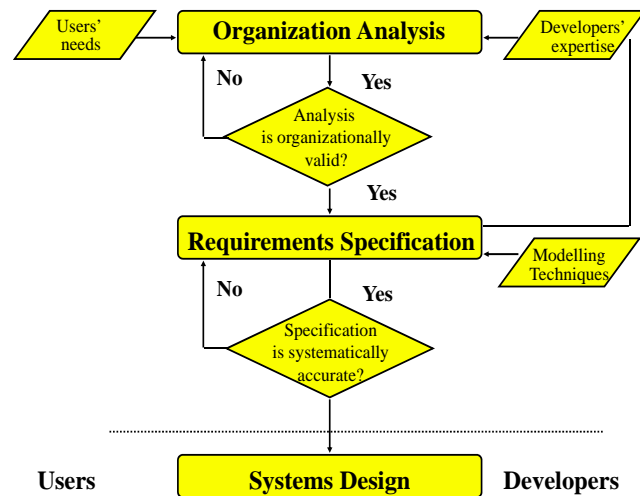 Users'
needs
Organization Analysis
Developers'
expertise
No
Yes
Analysis
is organizationally
valid?
Yes
Requirements Specification
Modelling
Techniques
No
Yes
Specification
is systematically
accurate?
Users
Systems Design
Developers